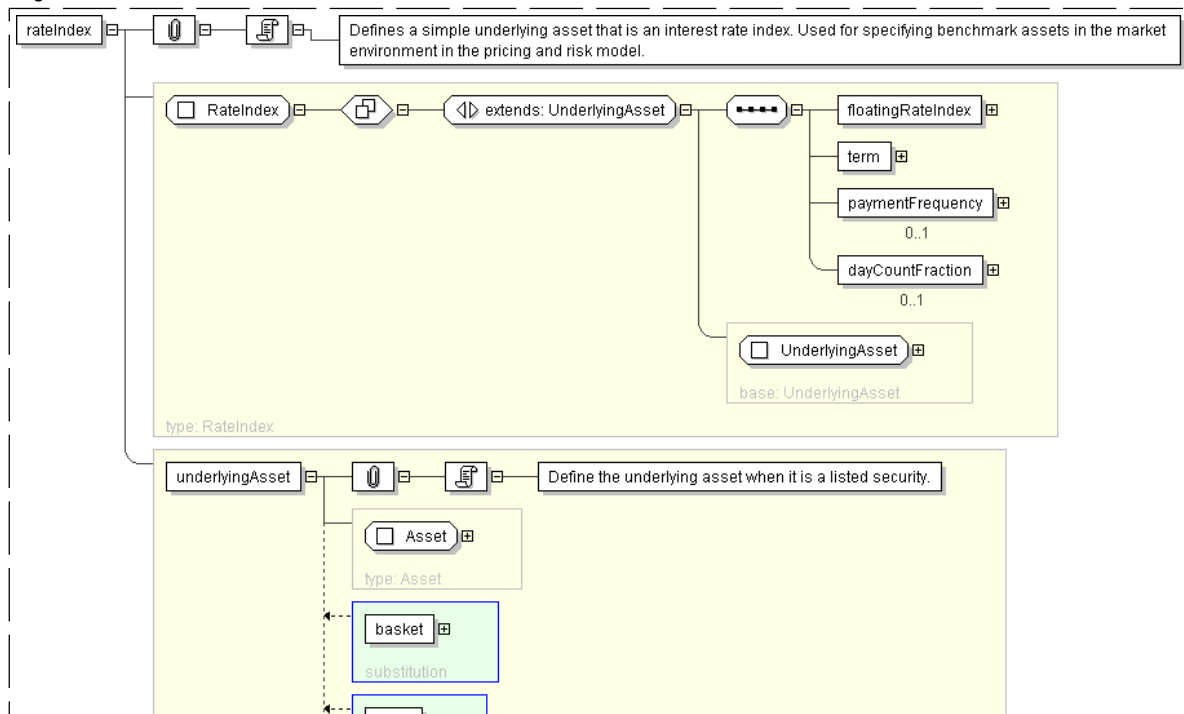 rateIndex
Defines a simple underlying asset that is an interest rate index. Used for specifying benchmark assets in the market
environment in the pricing and risk model.
RateIndex
extends: UnderlyingAsset
floatingRateIndex
term
paymentFrequency
0..1
dayCountFraction
0..1
UnderlyingAsset
base: UnderlyingAsset
type: RateIndex
underlyingAsset
Define the underlying asset when it is a listed security.
Asset
type: Asset
basket
substitution